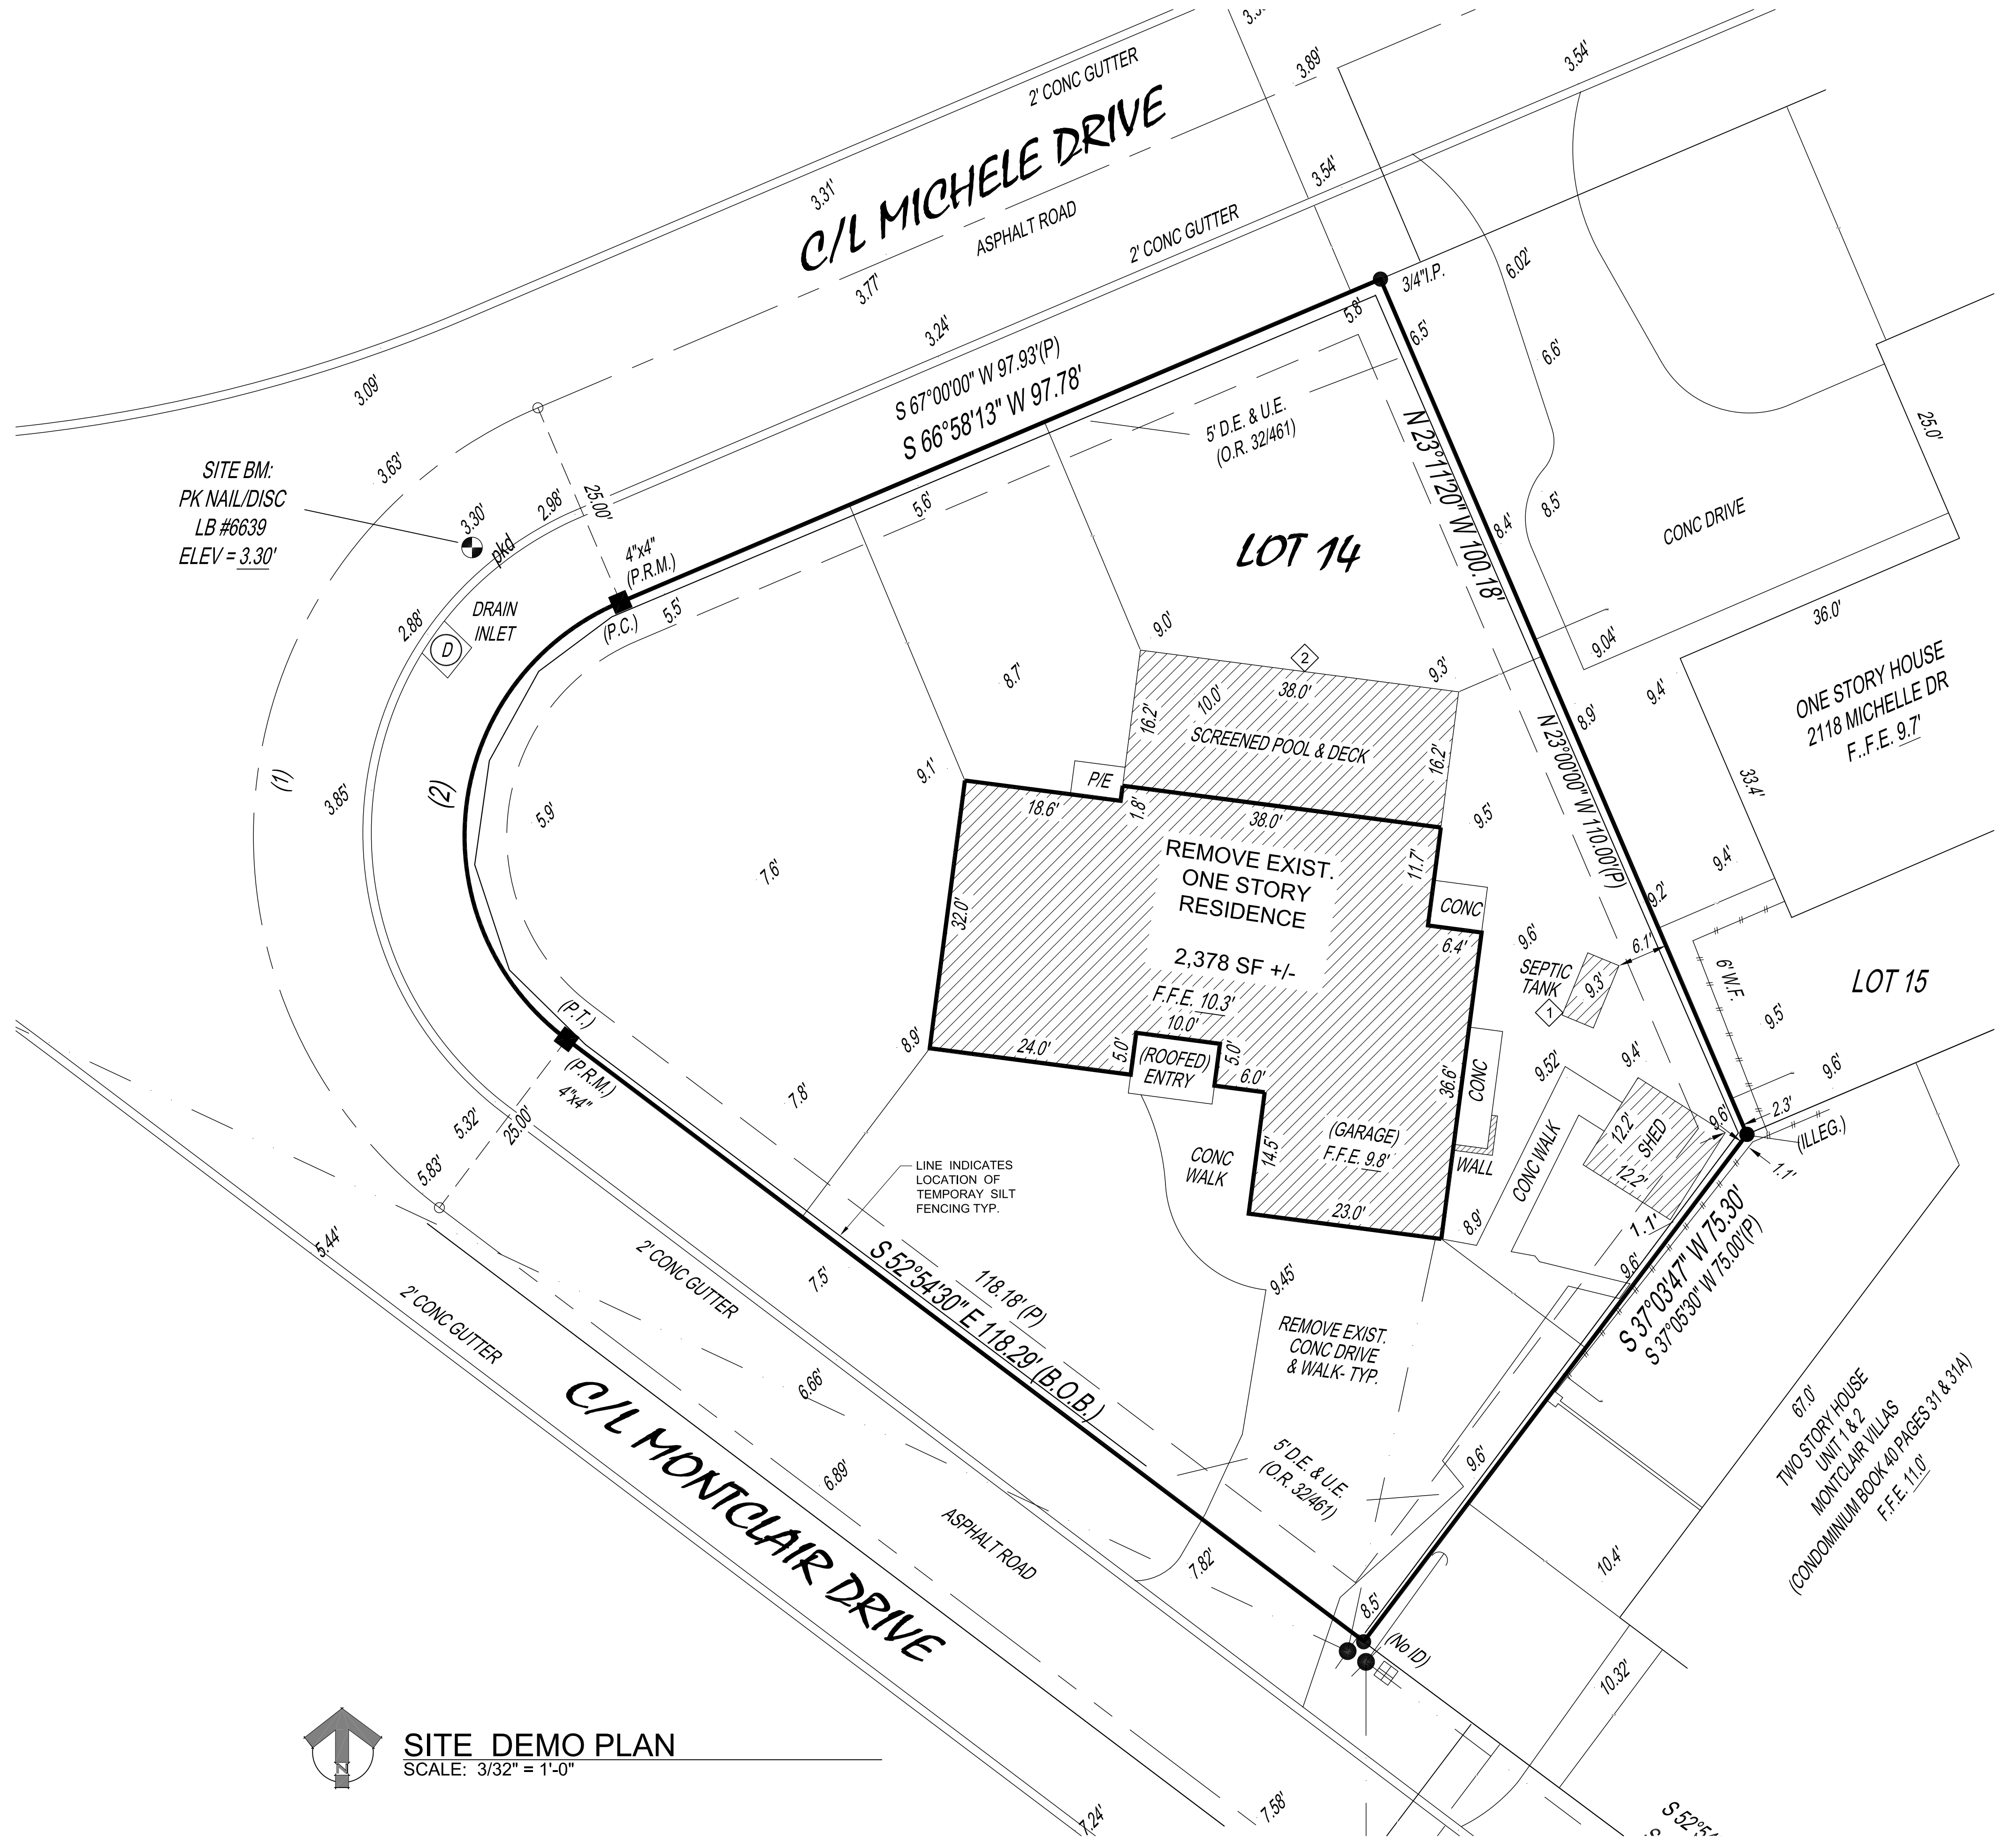 3.89'
3.54'
2' CONC GUTTER
C/L MICHELE DRIVE
3.31'
3.54'
ASPHALT ROAD
2' CONC GUTTER
3.77'
3.24'
3/4"I.P.
6.02'
5.8'
6.5'
6.6'
3.09'
S 67°00'00" W 97.93'(P)
S 66°58'13" W 97.78'
5' D.E. & U.E.
(O.R. 32/461)
N 23°11'20" W 100.18'
25.0'
3.63'
SITE BM:
PK NAIL/DISC
LB #6639
ELEV = 3.30'
3.30'
2.98'
25.00'
pkd
5.6'
8.4'
8.5'
CONC DRIVE
LOT 14
4"x4"
(P.R.M.)
(P.C.)
5.5'
DRAIN
INLET
D
2.88'
9.0'
9.04'
36.0'
2
8.7'
9.3'
9.4'
ONE STORY HOUSE
2118 MICHELLE DR
F..F.E. 9.7'
38.0'
10.0'
16.2'
SCREENED POOL & DECK
16.2'
8.9'
N 23°00'00" W 110.00'(P)
33.4'
(1)
(2)
3.85'
5.9'
9.1'
P/E
18.6'
1.8'
38.0'
9.5'
7.6'
REMOVE EXIST.
ONE STORY
RESIDENCE
2,378 SF +/-
F.F.E. 10.3'
11.7'
32.0'
CONC
6.4'
9.2'
9.4'
9.6'
6.1'
SEPTIC
TANK
9.3'
1
6' W.F.
LOT 15
9.5'
(P.T.)
(P.R.M.)
4"x4"
8.9'
24.0'
10.0'
5.0'
5.0'
(ROOFED)
ENTRY
6.0'
36.6'
CONC
9.52'
9.4'
9.6'
7.8'
5.32'
25.00'
5.83'
14.5'
(GARAGE)
F.F.E. 9.8'
CONC
WALK
WALL
CONC WALK
12.2'
SHED
12.2'
9.6'
2.3'
(ILLEG.)
1.1'
1.1'
LINE INDICATES
LOCATION OF
TEMPORAY SILT
FENCING TYP.
23.0'
8.9'
5.44'
2' CONC GUTTER
2' CONC GUTTER
7.5'
118.18' (P)
S 52°54'30" E 118.29' (B.O.B.)
9.45'
9.6'
S 37°03'47" W 75.30'
S 37°05'30" W 75.00'(P)
REMOVE EXIST.
CONC DRIVE
& WALK- TYP.
6.66'
C/L MONTCLAIR DRIVE
6.89'
ASPHALT ROAD
5' D.E. & U.E.
(O.R. 32/461)
9.6'
67.0'
TWO STORY HOUSE
UNIT 1 & 2
MONTCLAIR VILLAS
(CONDOMINIUM BOOK 40 PAGES 31 & 31A)
F.F.E. 11.0'
7.82'
8.5'
(No ID)
10.4'
10.32'
N
SITE DEMO PLAN
SCALE: 3/32" = 1'-0"
7.24'
7.58'